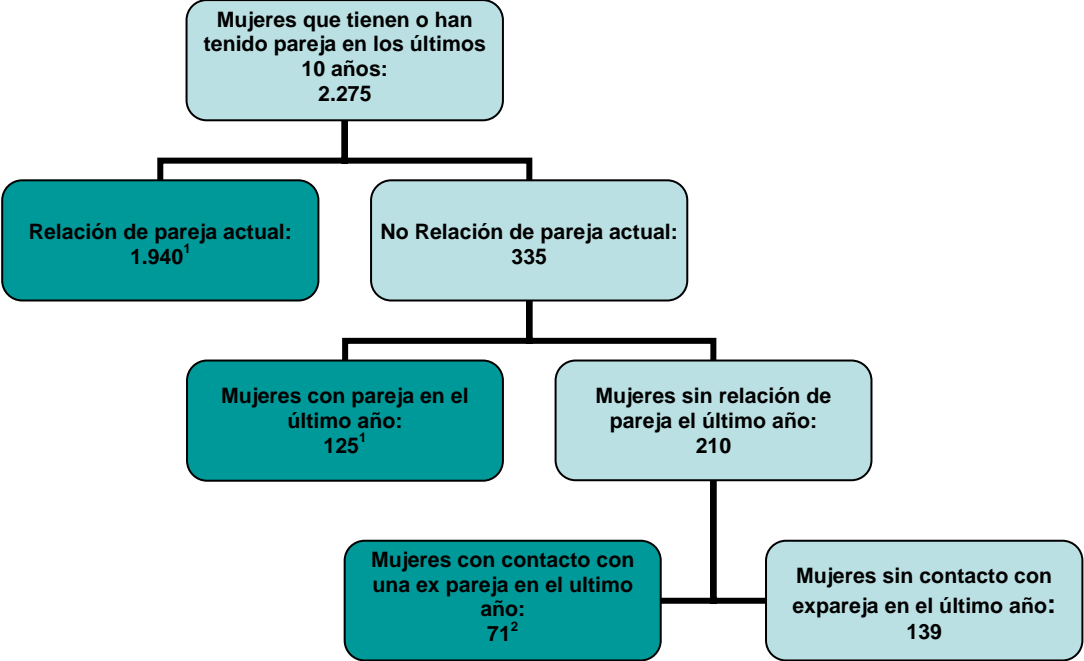 Mujeres que tienen o han
tenido pareja en los últimos
10 años:
2.275
Relación de pareja actual:
1.940¹
No Relación de pareja actual:
335
Mujeres con pareja en el
último año:
125¹
Mujeres sin relación de
pareja el último año:
210
Mujeres con contacto con
una ex pareja en el ultimo
año:
71²
Mujeres sin contacto con
expareja en el último año:
139